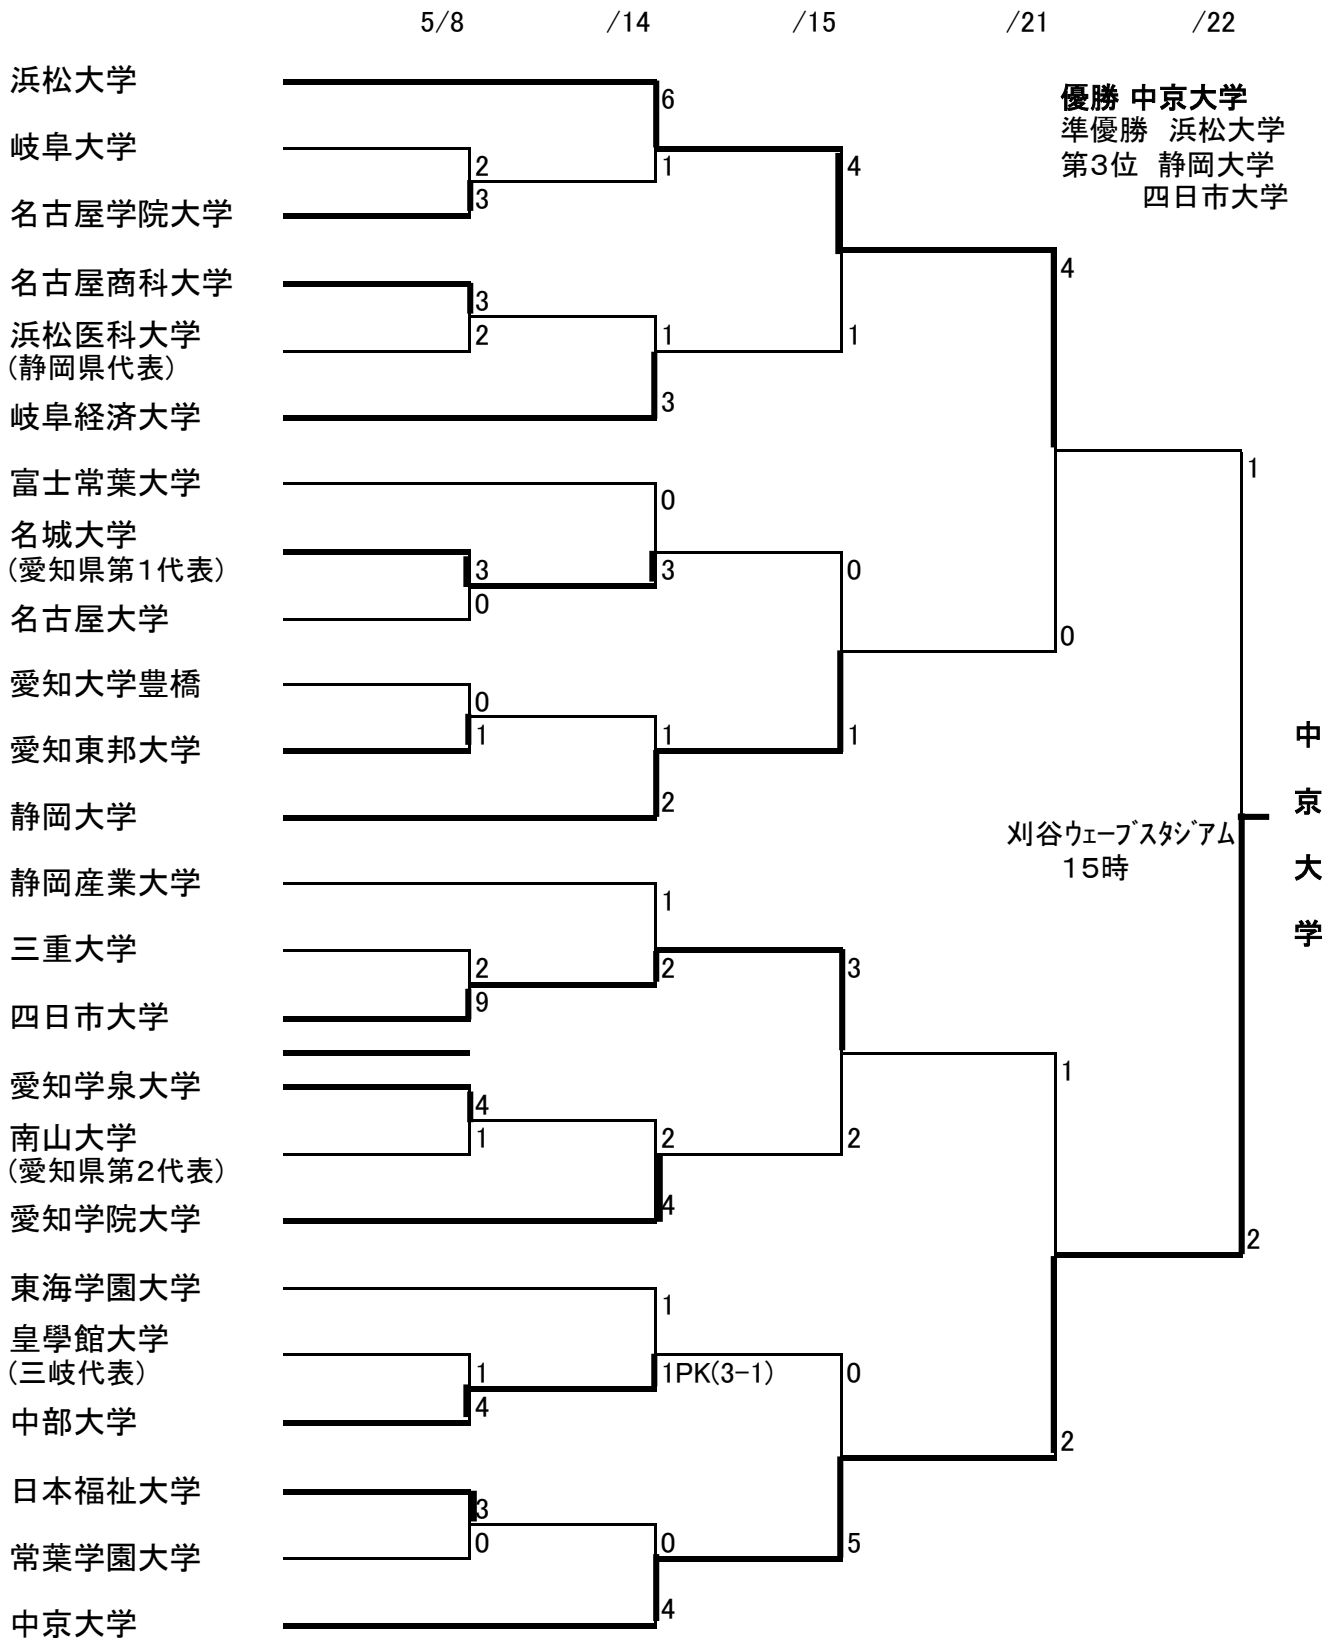 5/8 /14 /15 /21 /22
浜松大学
6
優勝 中京大学
準優勝 浜松大学
第3位 静岡大学
四日市大学
岐阜大学
2
1
4
3
名古屋学院大学
4
名古屋商科大学
3
浜松医科大学
2
1
1
(静岡県代表)
岐阜経済大学
3
1
富士常葉大学
0
名城大学
(愛知県第1代表)
3
3
0
名古屋大学
0
0
愛知大学豊橋
0
愛知東邦大学
1
1
1
静岡大学
2
中京大学
刈谷ウェーブスタジアム
15時
静岡産業大学
1
三重大学
2
2
3
四日市大学
9
1
愛知学泉大学
4
南山大学
1
2
2
(愛知県第2代表)
愛知学院大学
4
2
東海学園大学
1
皇學館大学
(三岐代表)
1
1PK(3-1)
0
中部大学
4
2
日本福祉大学
3
常葉学園大学
0
0
5
中京大学
4